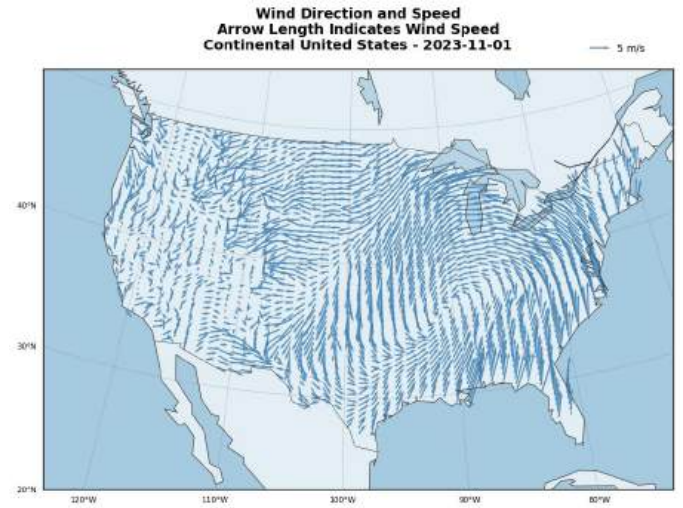 Wind Direction and Speed
Arrow Length Indicates Wind Speed
Continental United States - 2023-11-01
5 m/s
40°N
30°N
20°N
120°W
110°W
100°W
90°W
80°W